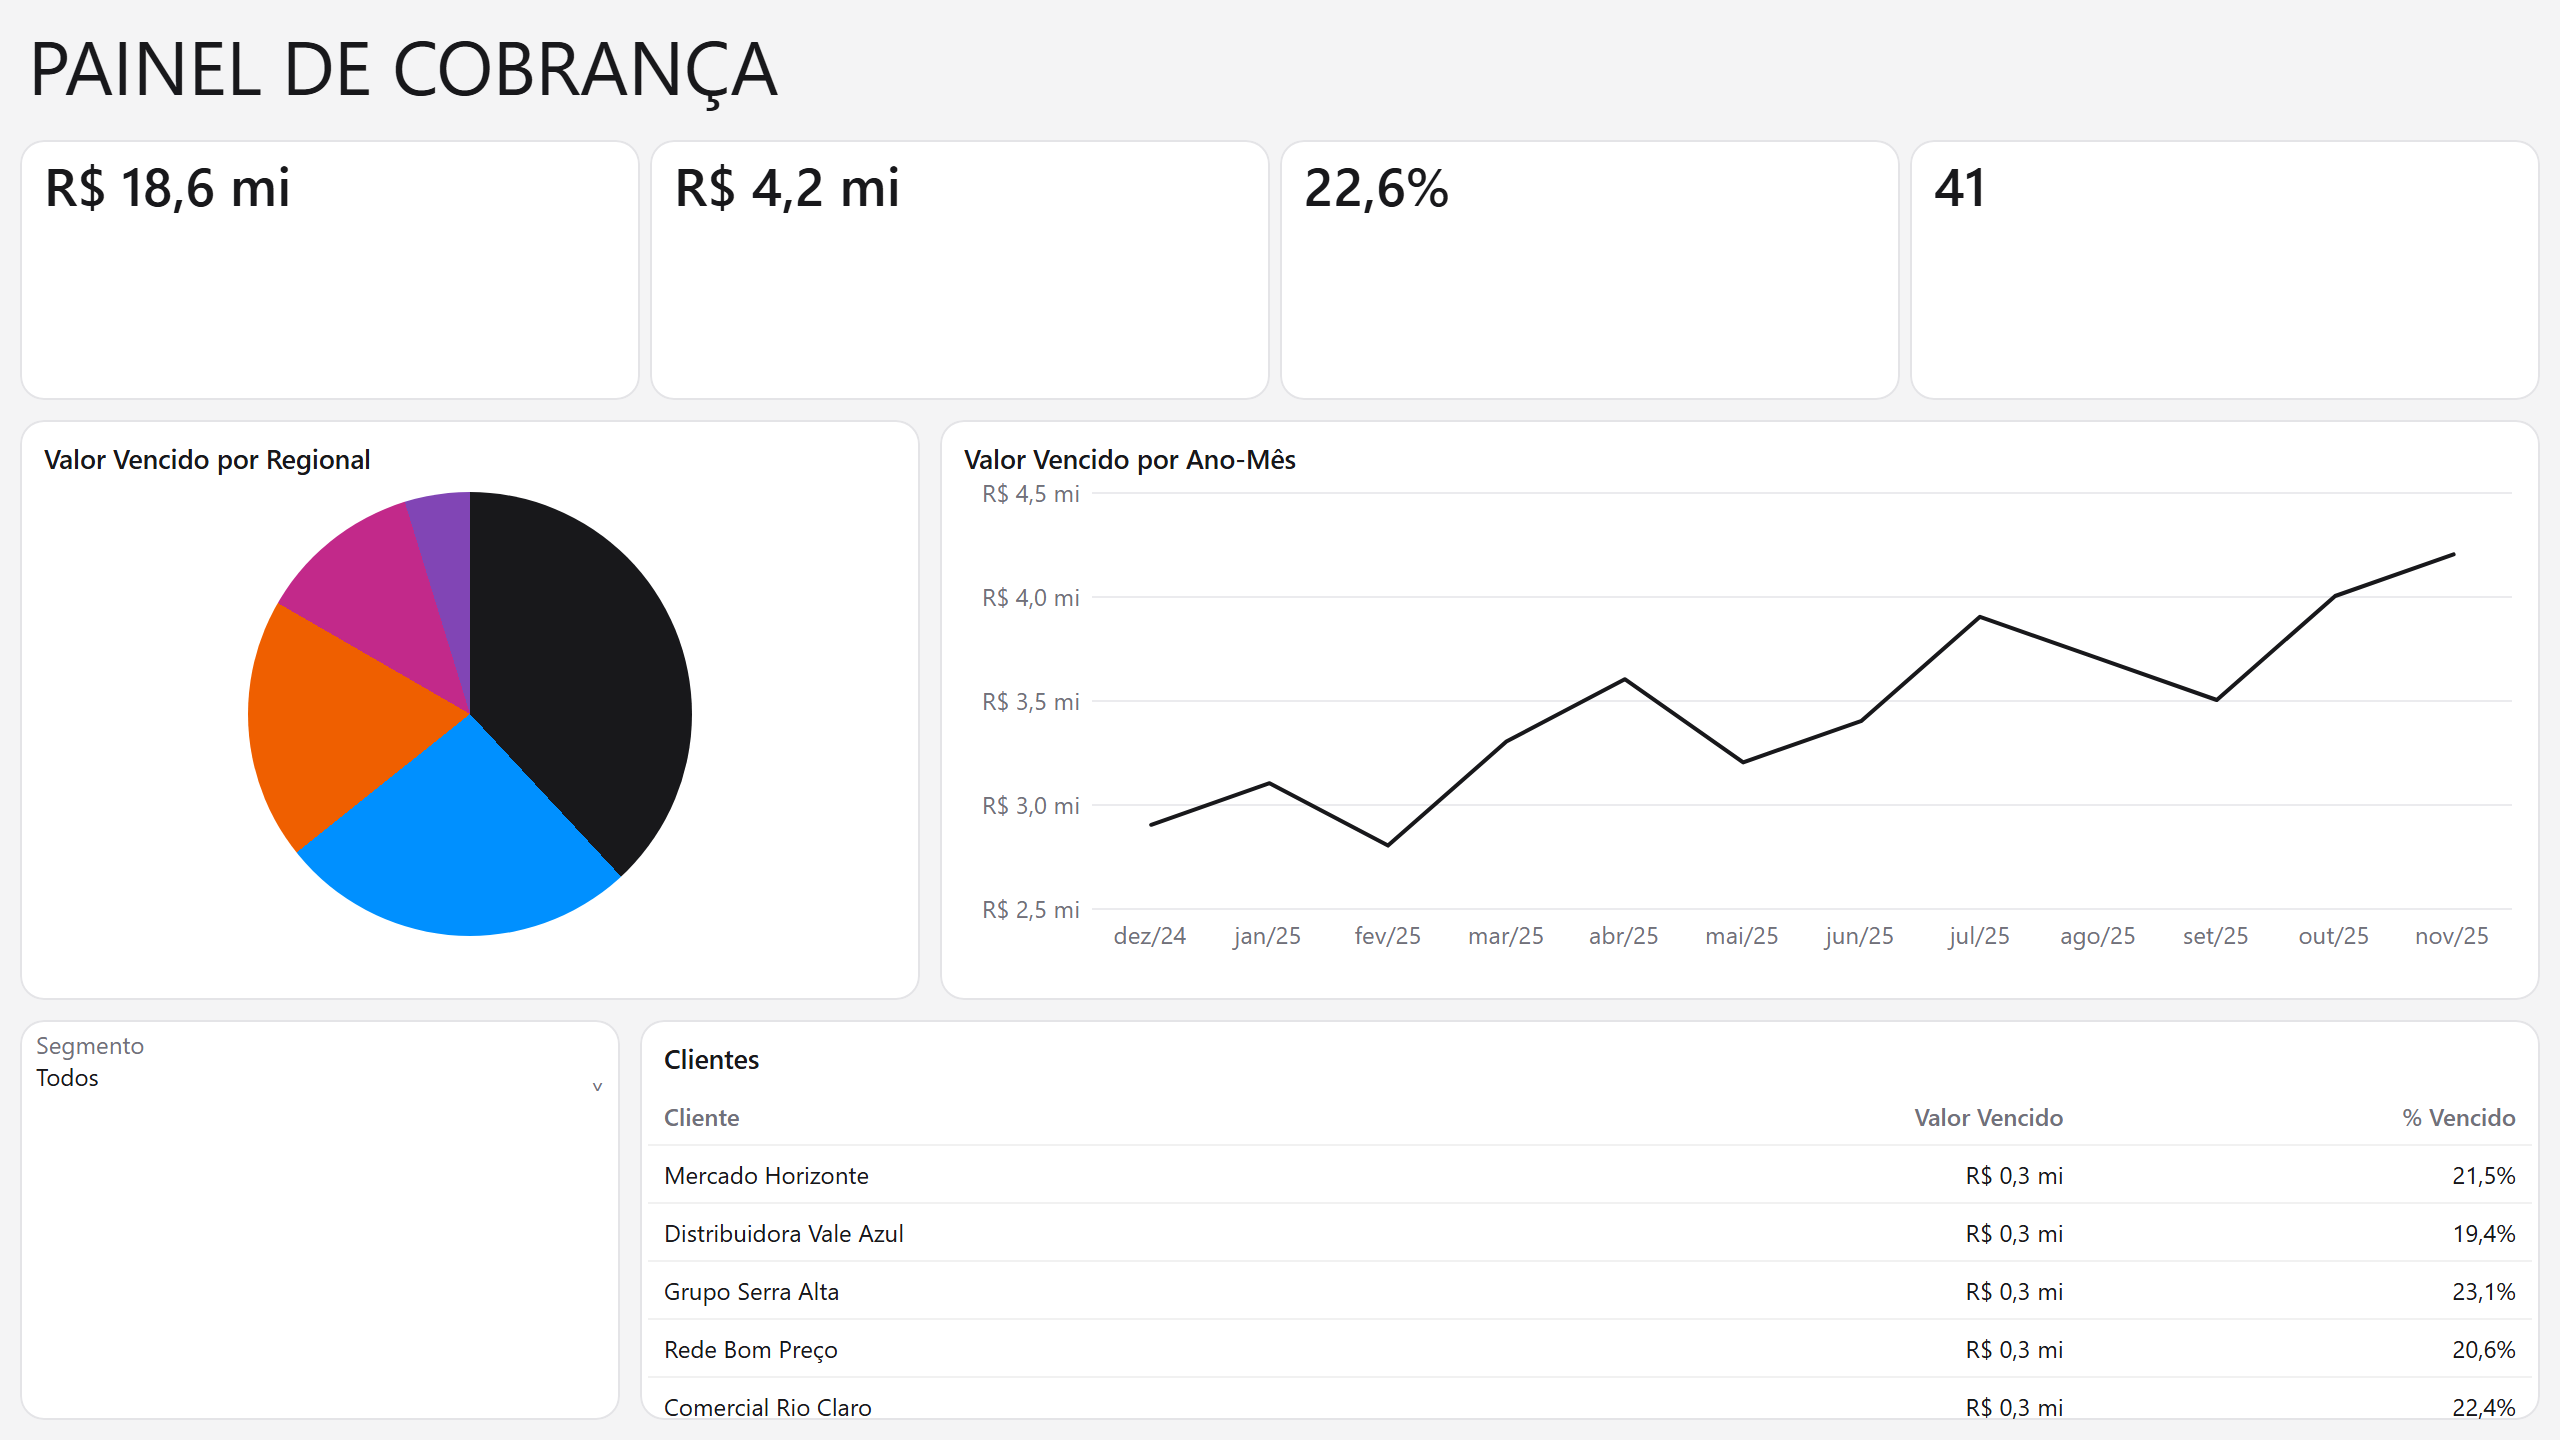 PAINEL DE COBRANÇA
R$ 18,6 mi
R$ 4,2 mi
22,6%
41
Valor Vencido por Regional
Valor Vencido por Ano-Mês
R$ 4,5 mi
R$ 4,0 mi
R$ 3,5 mi
R$ 3,0 mi
R$ 2,5 mi
dez/24 jan/25 fev/25 mar/25 abr/25 mai/25 jun/25 jul/25 ago/25 set/25 out/25 nov/25
Segmento
Todos
Clientes
Cliente Valor Vencido % Vencido
Mercado Horizonte R$ 0,3 mi 21,5%
Distribuidora Vale Azul R$ 0,3 mi 19,4%
Grupo Serra Alta R$ 0,3 mi 23,1%
Rede Bom Preço R$ 0,3 mi 20,6%
Comercial Rio Claro R$ 0,3 mi 22,4%